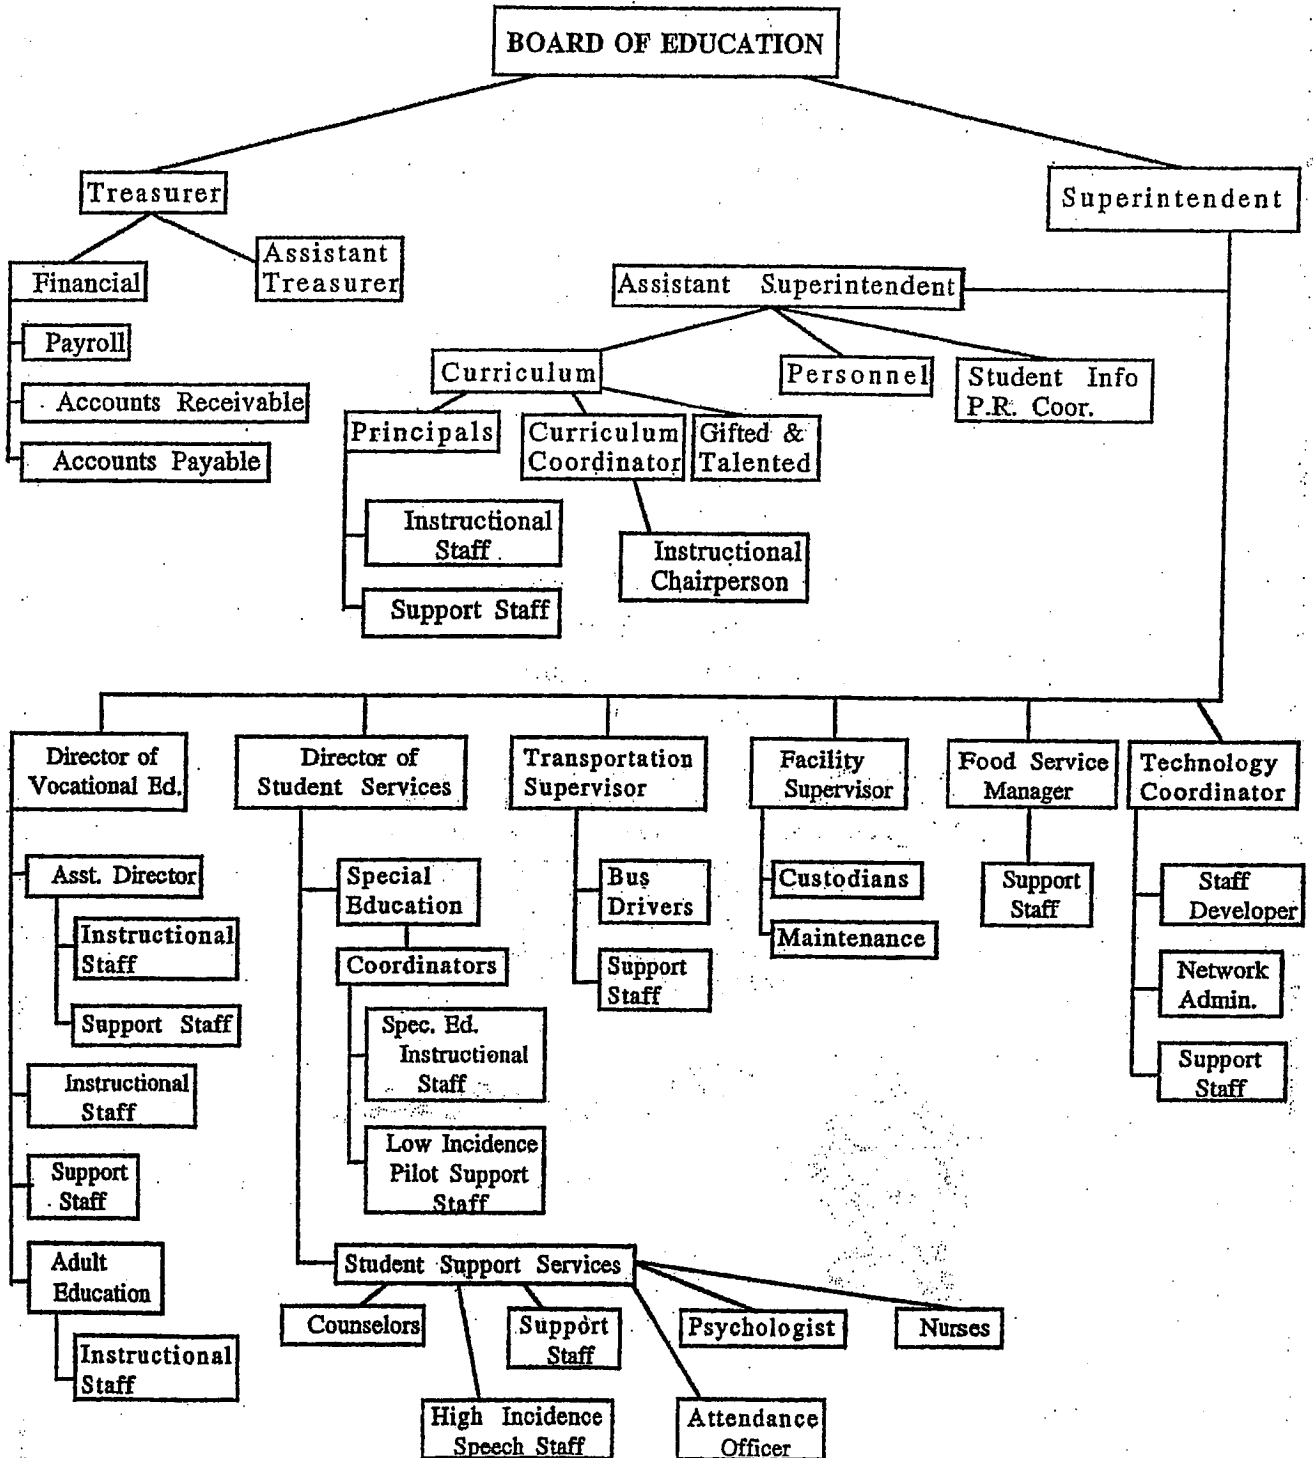 BOARD OF EDUCATION
Treasurer
Superintendent
Assistant
Treasurer
Financial
Assistant Superintendent
Payroll
Curriculum
Personnel
Student Info
P.R. Coor.
Accounts Receivable
Principals
Curriculum
Coordinator
Gifted &
Talented
Accounts Payable
Instructional
Staff
Instructional
Chairperson
Support Staff
Director of
Vocational Ed.
Director of
Student Services
Transportation
Supervisor
Facility
Supervisor
Food Service
Manager
Technology
Coordinator
Asst. Director
Instructional
Staff
Support Staff
Instructional
Staff
Support
Staff
Adult
Education
Instructional
Staff
Special
Education
Coordinators
Spec. Ed.
Instructional
Staff
Low Incidence
Pilot Support
Staff
Bus
Drivers
Support
Staff
Custodians
Maintenance
Support
Staff
Staff
Developer
Network
Admin.
Support
Staff
Student Support Services
Counselors
Support
Staff
Psychologist
Nurses
High Incidence
Speech Staff
Attendance
Officer